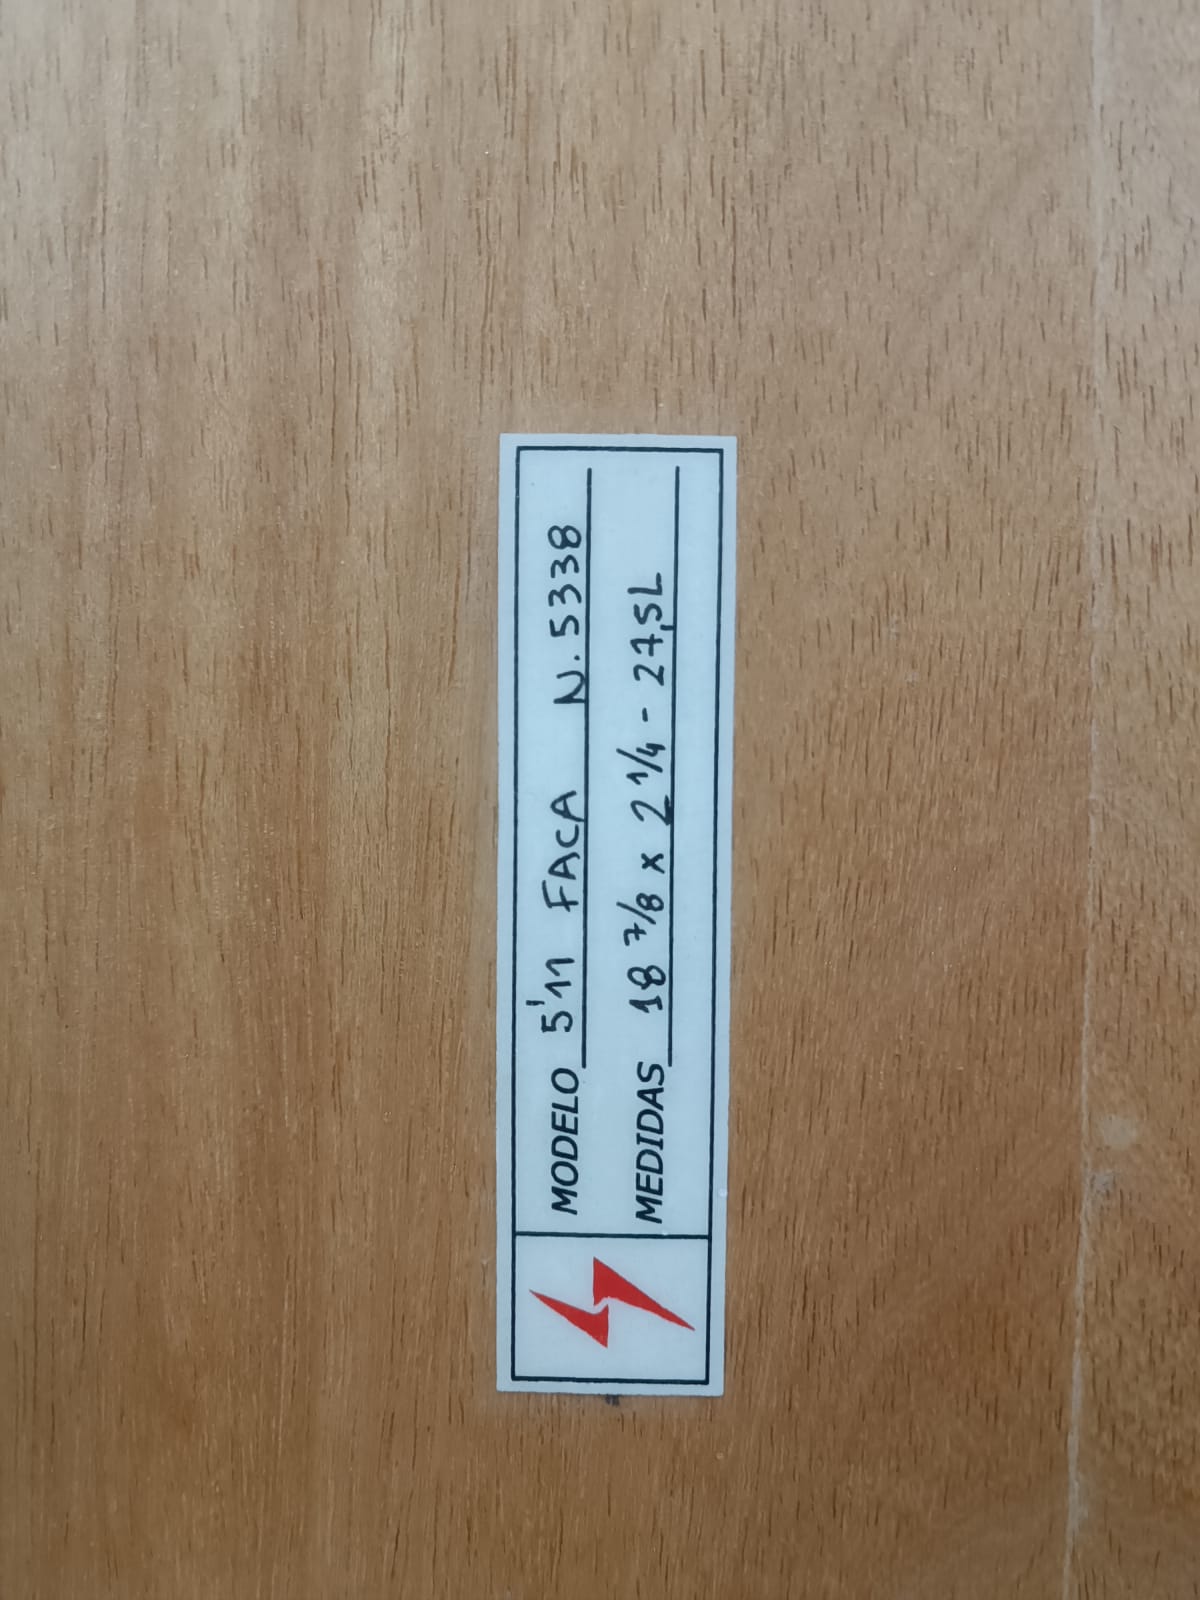 MODELO 5'11 FACA N. 5338
MEDIDAS 18 7/8 x 2 1/4 - 27,5L